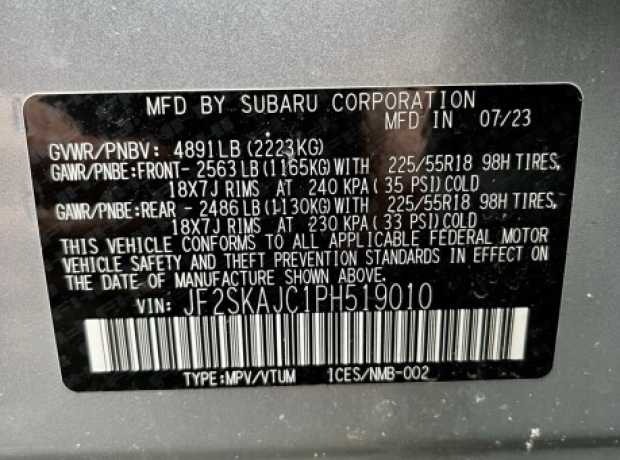 MFD BY SUBARU CORPORATION
MFD IN 07/23
GVWR/PNBV: 4891LB (2223KG)
GAWR/PNBE:FRONT- 2563LB(1165KG)WITH 225/55R18 98H TIRES,
18X7J RIMS AT 240 KPA( 35 PSI)COLD
GAWR/PNBE:REAR - 2486LB(1130KG)WITH 225/55R18 98H TIRES,
18X7J RIMS AT 230 KPA( 33 PSI)COLD
THIS VEHICLE CONFORMS TO ALL APPLICABLE FEDERAL MOTOR
VEHICLE SAFETY AND THEFT PREVENTION STANDARDS IN EFFECT ON
THE DATE OF MANUFACTURE SHOWN ABOVE.
VIN: JF2SKAJC1PH519010
TYPE:MPV/VTUM 1CES/NMB-002